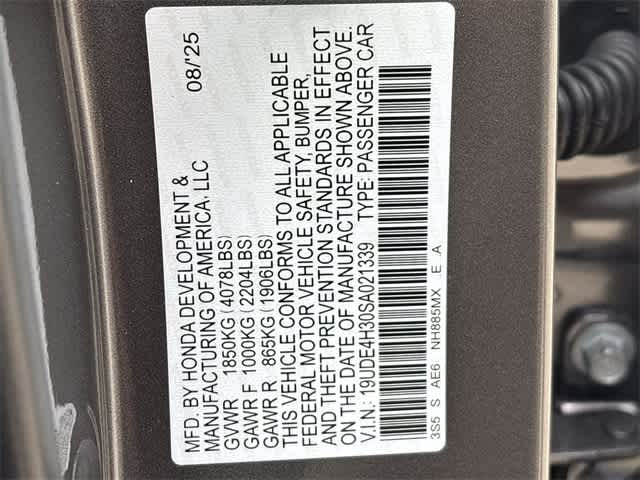 MFD. BY HONDA DEVELOPMENT & 08/'25
MANUFACTURING OF AMERICA, LLC
GVWR 1850KG (4078LBS)
GAWR F 1000KG (2204LBS)
GAWR R 865KG (1906LBS)
THIS VEHICLE CONFORMS TO ALL APPLICABLE
FEDERAL MOTOR VEHICLE SAFETY, BUMPER,
AND THEFT PREVENTION STANDARDS IN EFFECT
ON THE DATE OF MANUFACTURE SHOWN ABOVE.
V.I.N.: 19UDE4H30SA021339 TYPE: PASSENGER CAR
3S5 S AE6 NH885MX E A